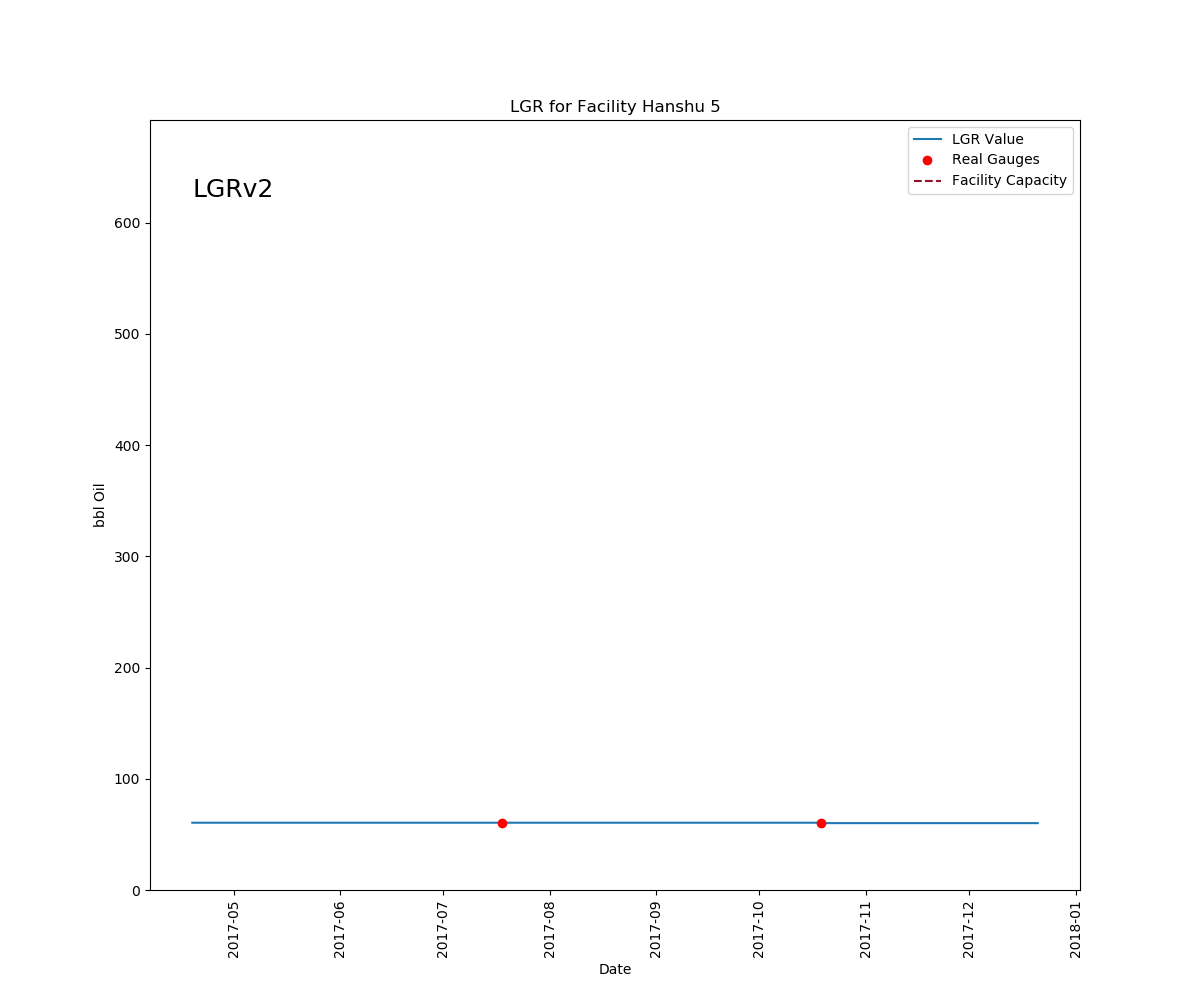 LGR for Facility Hanshu 5
LGRv2
LGR Value
Real Gauges
Facility Capacity
bbl Oil
600
500
400
300
200
100
0
2017-05
2017-06
2017-07
2017-08
2017-09
2017-10
2017-11
2017-12
2018-01
Date